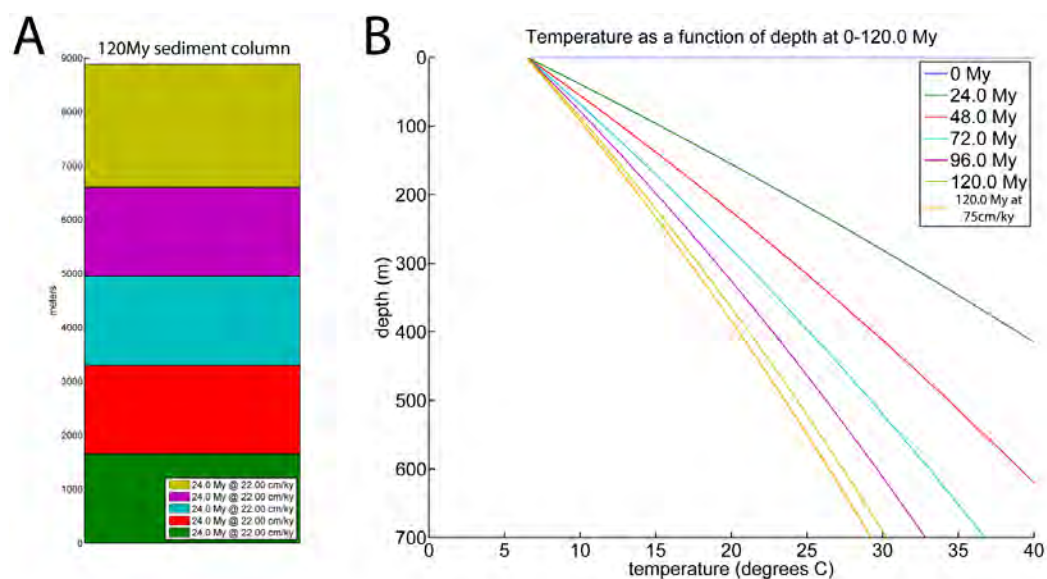 A
120My sediment column
9000
8000
7000
6000
5000
4000
3000
2000
1000
0
meters
24.0 My @ 22.00 cm/ky
24.0 My @ 22.00 cm/ky
24.0 My @ 22.00 cm/ky
24.0 My @ 22.00 cm/ky
24.0 My @ 22.00 cm/ky
B
Temperature as a function of depth at 0-120.0 My
0
100
200
300
400
500
600
700
depth (m)
0 My
24.0 My
48.0 My
72.0 My
96.0 My
120.0 My
120.0 My at
75cm/ky
0 5 10 15 20 25 30 35 40
temperature (degrees C)